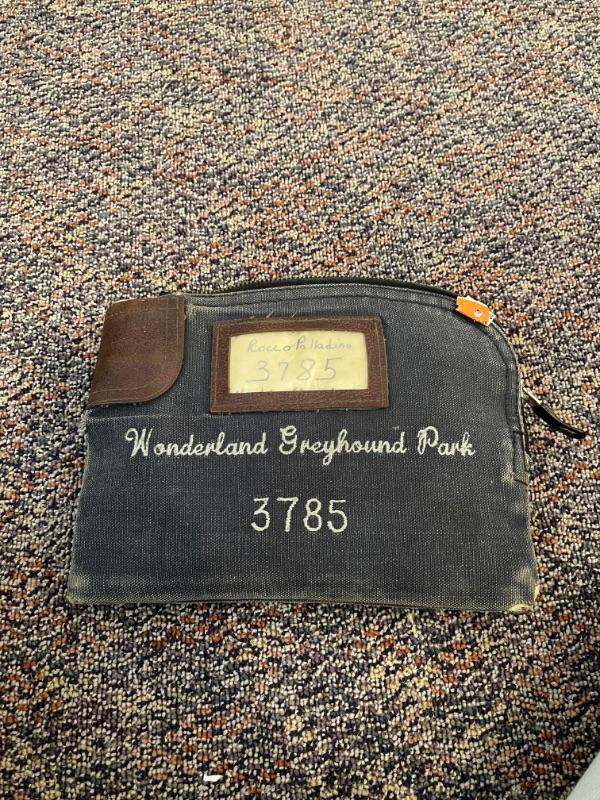 Rocco Palladino
3785
Wonderland Greyhound Park
3785